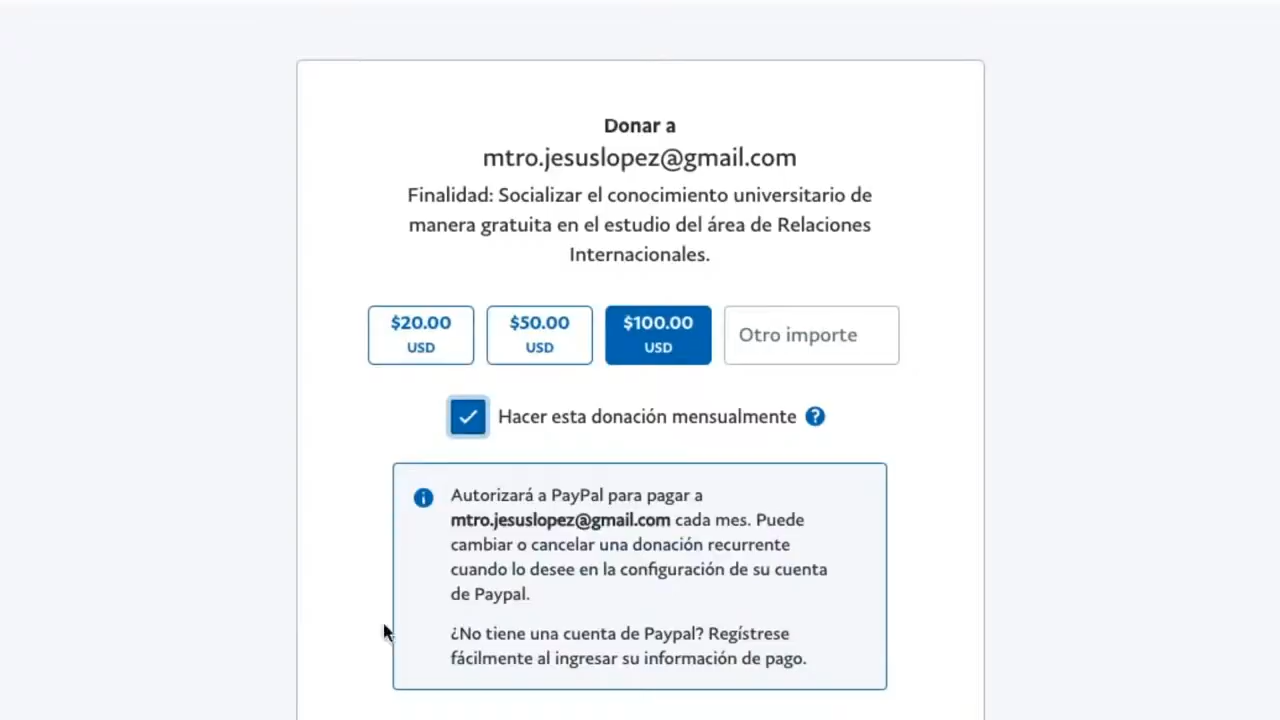 Donar a
mtro.jesuslopez@gmail.com
Finalidad: Socializar el conocimiento universitario de
manera gratuita en el estudio del área de Relaciones
Internacionales.
$20.00 $50.00 $100.00 Otro importe
USD USD USD
Hacer esta donación mensualmente ?
Autorizará a PayPal para pagar a
mtro.jesuslopez@gmail.com cada mes. Puede
cambiar o cancelar una donación recurrente
cuando lo desee en la configuración de su cuenta
de Paypal.
¿No tiene una cuenta de Paypal? Regístrese
fácilmente al ingresar su información de pago.